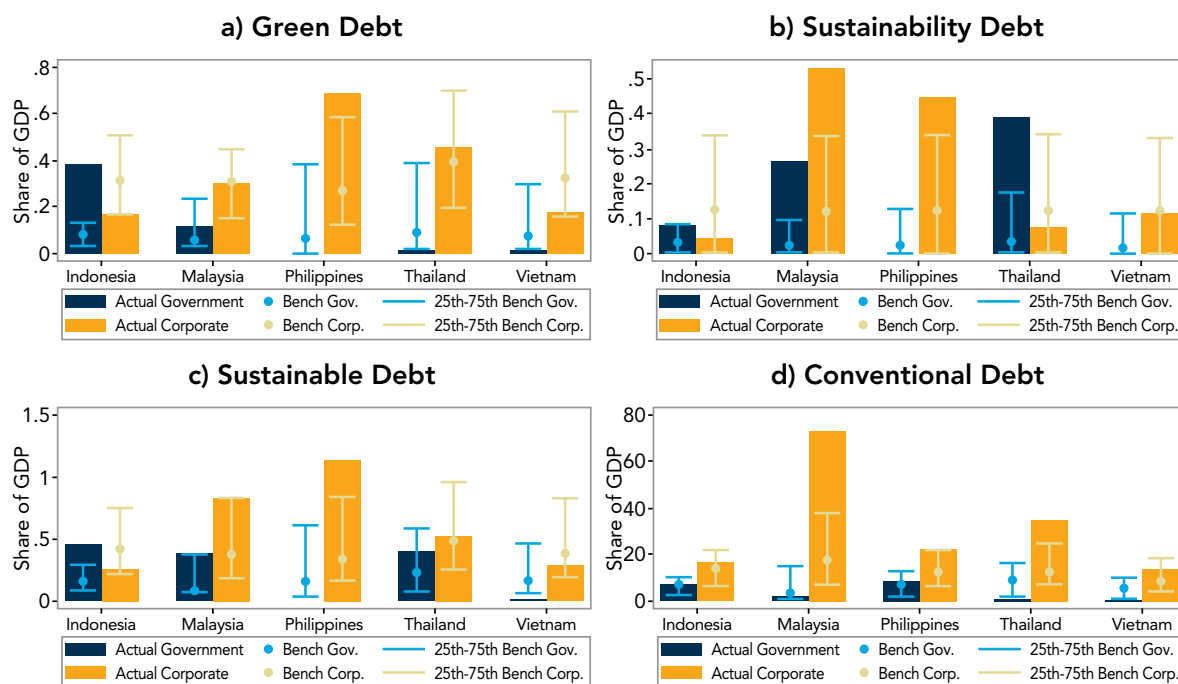 a) Green Debt
Share of GDP
.8
.6
.4
.2
0
Indonesia Malaysia Philippines Thailand Vietnam
Actual Government Bench Gov. 25th-75th Bench Gov.
Actual Corporate Bench Corp. 25th-75th Bench Corp.
b) Sustainability Debt
Share of GDP
.5
.4
.3
.2
.1
0
Indonesia Malaysia Philippines Thailand Vietnam
Actual Government Bench Gov. 25th-75th Bench Gov.
Actual Corporate Bench Corp. 25th-75th Bench Corp.
c) Sustainable Debt
Share of GDP
1.5
1
.5
0
Indonesia Malaysia Philippines Thailand Vietnam
Actual Government Bench Gov. 25th-75th Bench Gov.
Actual Corporate Bench Corp. 25th-75th Bench Corp.
d) Conventional Debt
Share of GDP
80
60
40
20
0
Indonesia Malaysia Philippines Thailand Vietnam
Actual Government Bench Gov. 25th-75th Bench Gov.
Actual Corporate Bench Corp. 25th-75th Bench Corp.